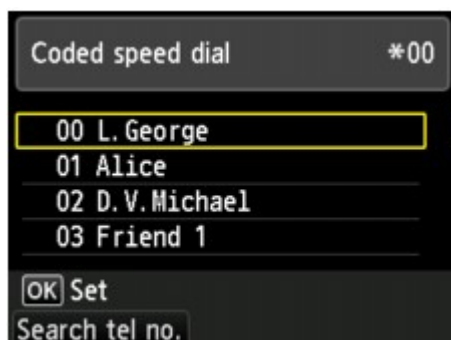 Coded speed dial *00
00 L.George
01 Alice
02 D.V.Michael
03 Friend 1
OK Set
Search tel no.